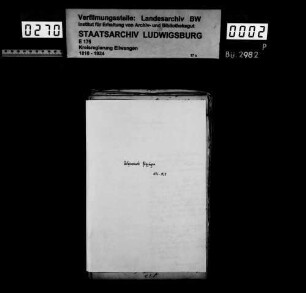 0270
Verfilmungsstelle: Landesarchiv BW
Institut für Erhaltung von Archiv- und Bibliotheksgut
STAATSARCHIV LUDWIGSBURG
E 176
Kreisregierung Ellwangen
1818 - 1924
0002
P
Bü 2982